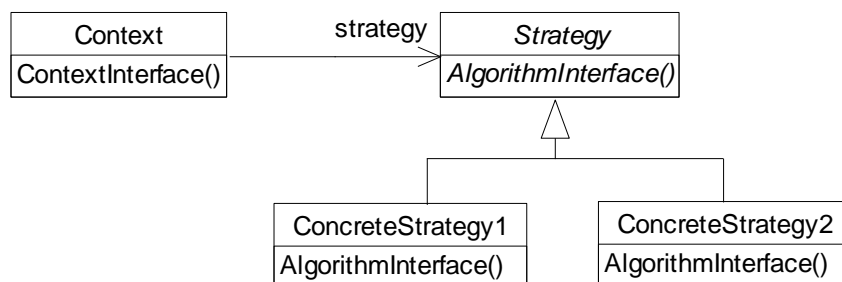 Context
ContextInterface()
strategy
Strategy
AlgorithmInterface()
ConcreteStrategy1
AlgorithmInterface()
ConcreteStrategy2
AlgorithmInterface()